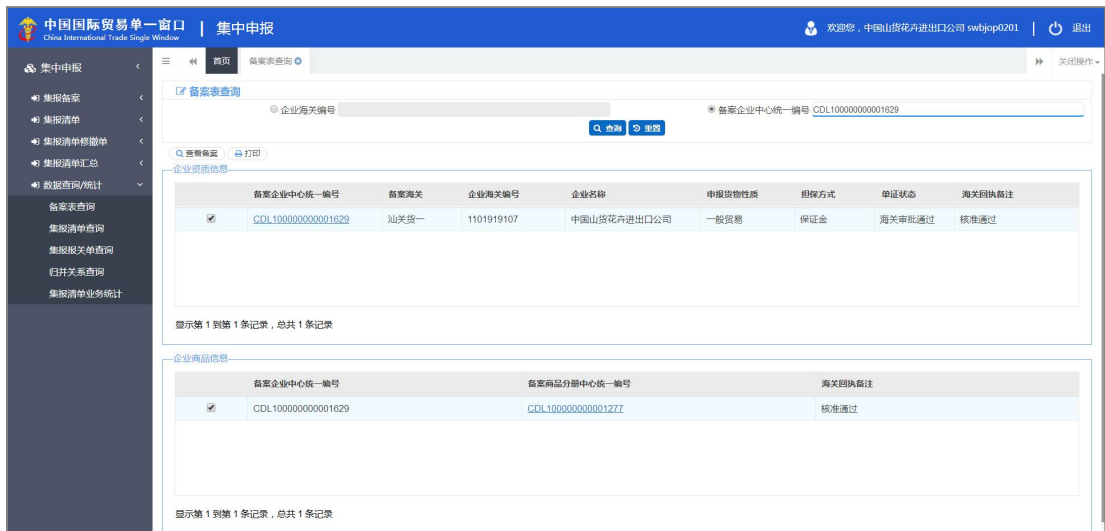 中国国际贸易单一窗口 | 集中申报
China International Trade Single Window
欢迎您，中国山货花卉进出口公司 swbjop0201 | 退出
集中申报
首页 备案表查询
关闭操作
集报备案
集报清单
集报清单修撤单
集报清单汇总
数据查询/统计
备案表查询
集报清单查询
集报报关单查询
归并关系查询
集报清单业务统计
备案表查询
企业海关编号
备案企业中心统一编号 CDL100000000001629
查询 重置
查看备案 打印
企业资质信息
备案企业中心统一编号 备案海关 企业海关编号 企业名称 申报货物性质 担保方式 单证状态 海关回执备注
CDL100000000001629 汕关货一 1101919107 中国山货花卉进出口公司 一般贸易 保证金 海关审批通过 核准通过
显示第 1 到第 1 条记录，总共 1 条记录
企业商品信息
备案企业中心统一编号 备案商品分册中心统一编号 海关回执备注
CDL100000000001629 CDL100000000001277 核准通过
显示第 1 到第 1 条记录，总共 1 条记录